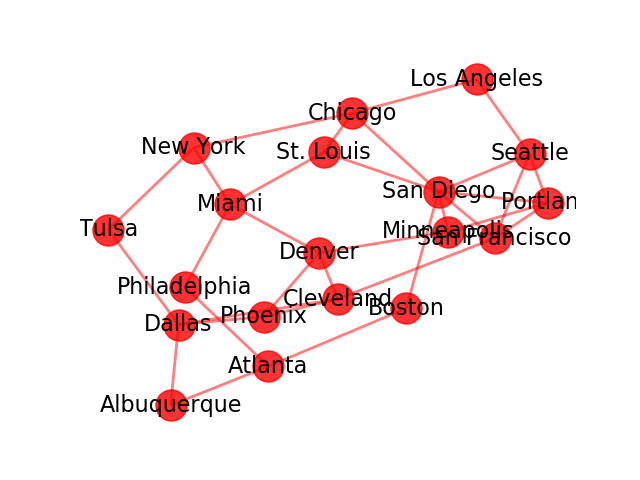 Los Angeles
Chicago
New York
St. Louis
Seattle
San Diego
Miami
Portlan
Tulsa
Minneapolis
San Francisco
Denver
Philadelphia
Cleveland
Boston
Phoenix
Dallas
Atlanta
Albuquerque